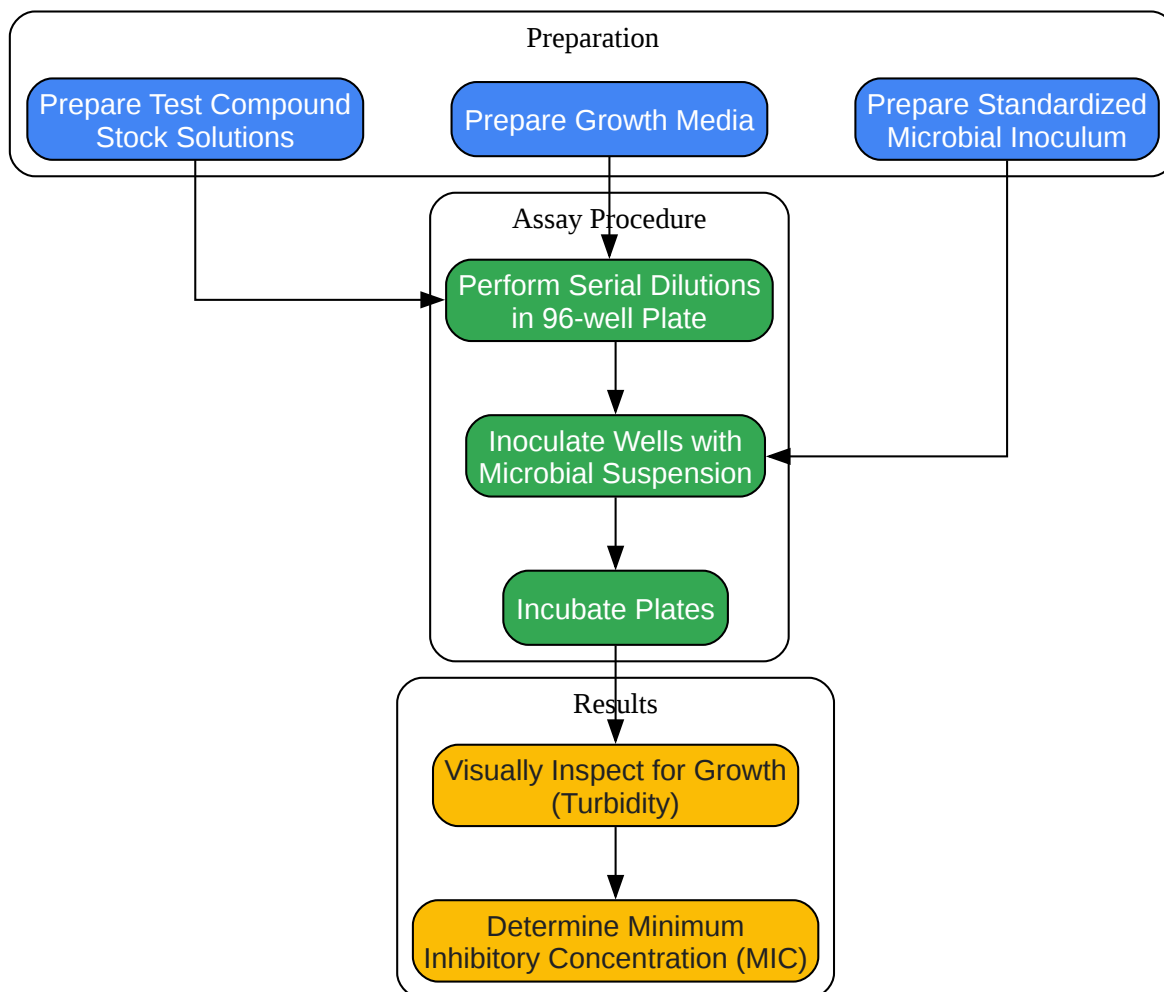 Preparation
Prepare Test Compound
Stock Solutions
Prepare Growth Media
Prepare Standardized
Microbial Inoculum
Assay Procedure
Perform Serial Dilutions
in 96-well Plate
Inoculate Wells with
Microbial Suspension
Incubate Plates
Results
Visually Inspect for Growth
(Turbidity)
Determine Minimum
Inhibitory Concentration (MIC)